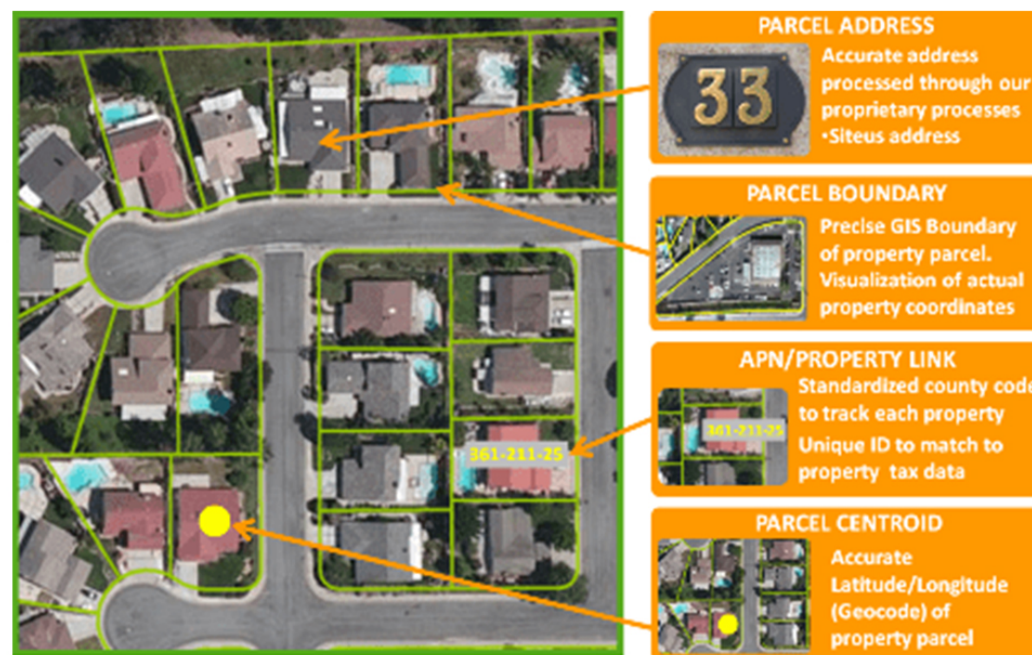 PARCEL ADDRESS
33
Accurate address
processed through our
proprietary processes
•Siteus address
PARCEL BOUNDARY
Precise GIS Boundary
of property parcel.
Visualization of actual
property coordinates
APN/PROPERTY LINK
361-211-25
361-211-25
Standardized county code
to track each property
Unique ID to match to
property tax data
PARCEL CENTROID
Accurate
Latitude/Longitude
(Geocode) of
property parcel